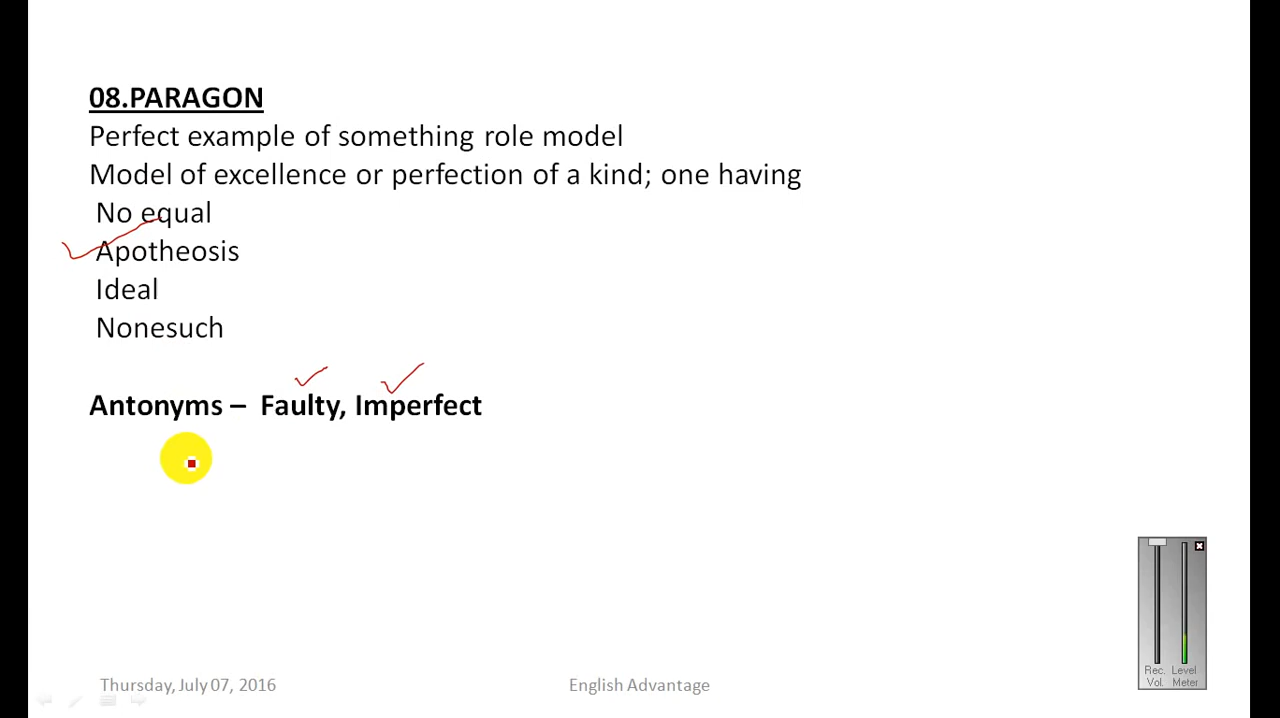 08.PARAGON
Perfect example of something role model
Model of excellence or perfection of a kind; one having
No equal
Apotheosis
Ideal
Nonesuch
Antonyms – Faulty, Imperfect
Rec. Level
Vol. Meter
Thursday, July 07, 2016 English Advantage